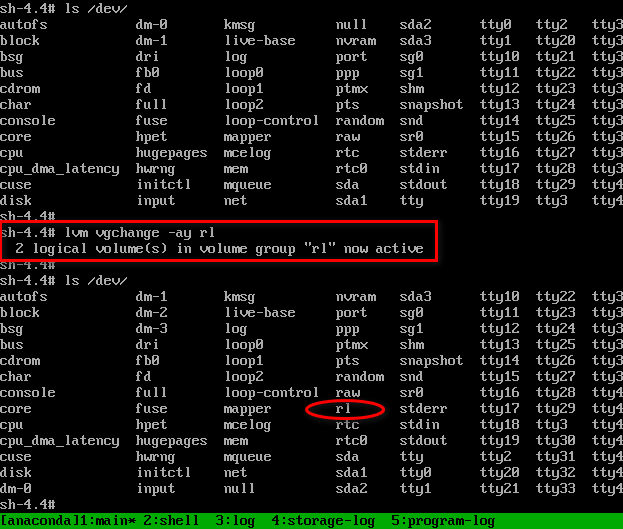 sh-4.4# ls /dev/
autofs dm-0 kmsg null sda2 tty0 tty2 tty3
block dm-1 live-base nvram sda3 tty1 tty20 tty3
bsg dri log port sg0 tty10 tty21 tty3
bus fb0 loop0 ppp sg1 tty11 tty22 tty3
cdrom fd loop1 ptmx shm tty12 tty23 tty3
char full loop2 pts snapshot tty13 tty24 tty3
console fuse loop-control random snd tty14 tty25 tty3
core hpet mapper raw sr0 tty15 tty26 tty3
cpu hugepages mcelog rtc stderr tty16 tty27 tty3
cpu_dma_latency hwrng mem rtc0 stdin tty17 tty28 tty3
cuse initctl mqueue sda stdout tty18 tty29 tty4
disk input net sda1 tty tty19 tty3 tty4
sh-4.4#
sh-4.4# lvm vgchange -ay rl
2 logical volume(s) in volume group "rl" now active
sh-4.4#
sh-4.4# ls /dev/
autofs dm-1 kmsg nvram sda3 tty10 tty22 tty3
block dm-2 live-base port sg0 tty11 tty23 tty3
bsg dm-3 log ppp sg1 tty12 tty24 tty3
bus dri loop0 ptmx shm tty13 tty25 tty3
cdrom fb0 loop1 pts snapshot tty14 tty26 tty3
char fd loop2 random snd tty15 tty27 tty3
console full loop-control raw sr0 tty16 tty28 tty4
core fuse mapper rl stderr tty17 tty29 tty4
cpu hpet mcelog rtc stdin tty18 tty3 tty4
cpu_dma_latency hugepages mem rtc0 stdout tty19 tty30 tty4
cuse hwrng mqueue sda tty tty2 tty31 tty4
disk initctl net sda1 tty0 tty20 tty32 tty4
dm-0 input null sda2 tty1 tty21 tty33 tty4
sh-4.4#
[anaconda]1:main* 2:shell 3:log 4:storage-log 5:program-log